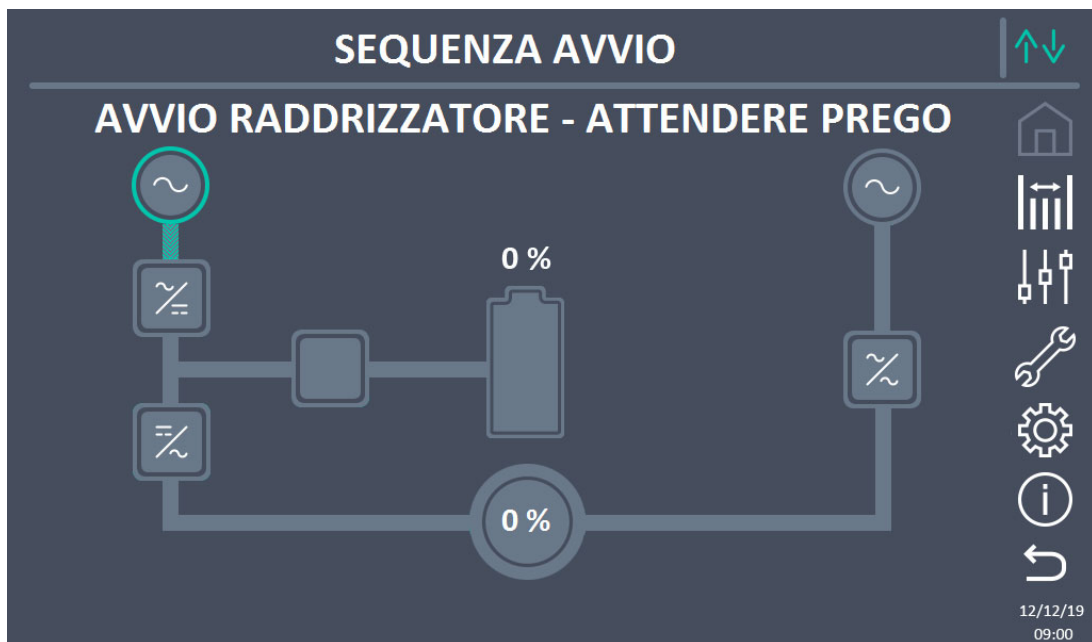 SEQUENZA AVVIO
AVVIO RADDRIZZATORE - ATTENDERE PREGO
0 %
0 %
12/12/19
09:00